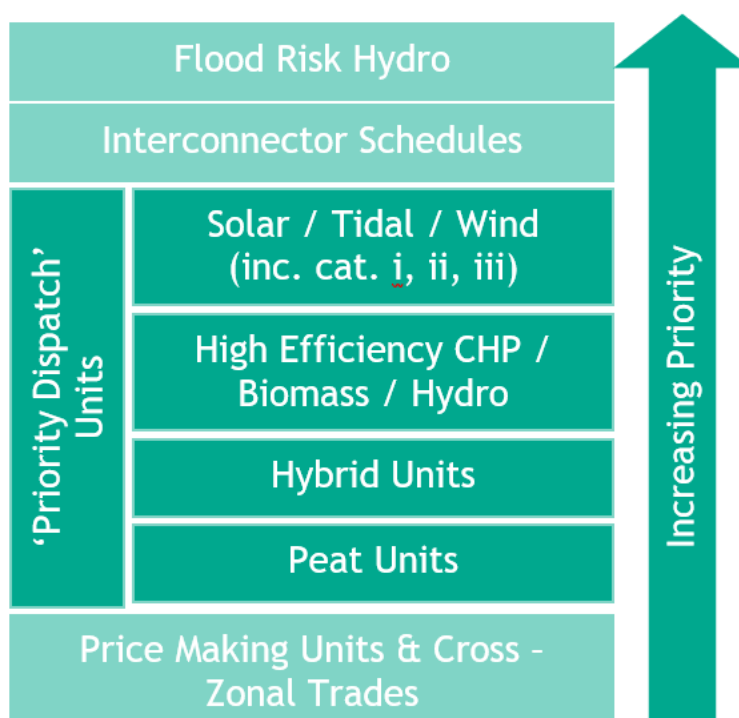 Flood Risk Hydro
Interconnector Schedules
‘Priority Dispatch’
Units
Solar / Tidal / Wind
(inc. cat. i, ii, iii)
High Efficiency CHP /
Biomass / Hydro
Hybrid Units
Peat Units
Price Making Units & Cross –
Zonal Trades
Increasing Priority